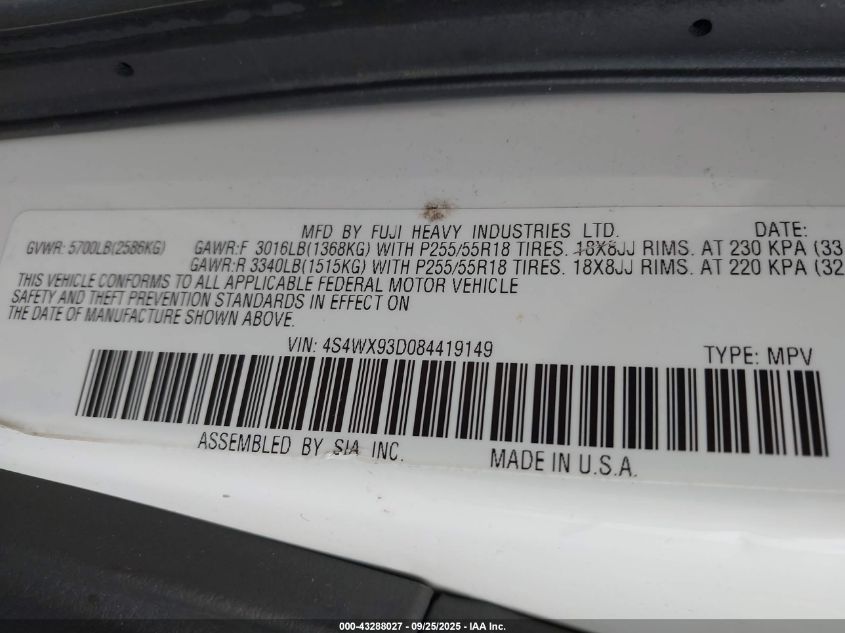 MFD BY FUJI HEAVY INDUSTRIES LTD. DATE:
GVWR: 5700LB(2586KG) GAWR:F 3016LB(1368KG) WITH P255/55R18 TIRES. 18X8JJ RIMS. AT 230 KPA (33
GAWR:R 3340LB(1515KG) WITH P255/55R18 TIRES. 18X8JJ RIMS. AT 220 KPA (32
THIS VEHICLE CONFORMS TO ALL APPLICABLE FEDERAL MOTOR VEHICLE
SAFETY AND THEFT PREVENTION STANDARDS IN EFFECT ON
THE DATE OF MANUFACTURE SHOWN ABOVE.
VIN: 4S4WX93D084419149 TYPE: MPV
ASSEMBLED BY SIA INC. MADE IN U.S.A.
000-43288027 - 09/25/2025 - IAA Inc.